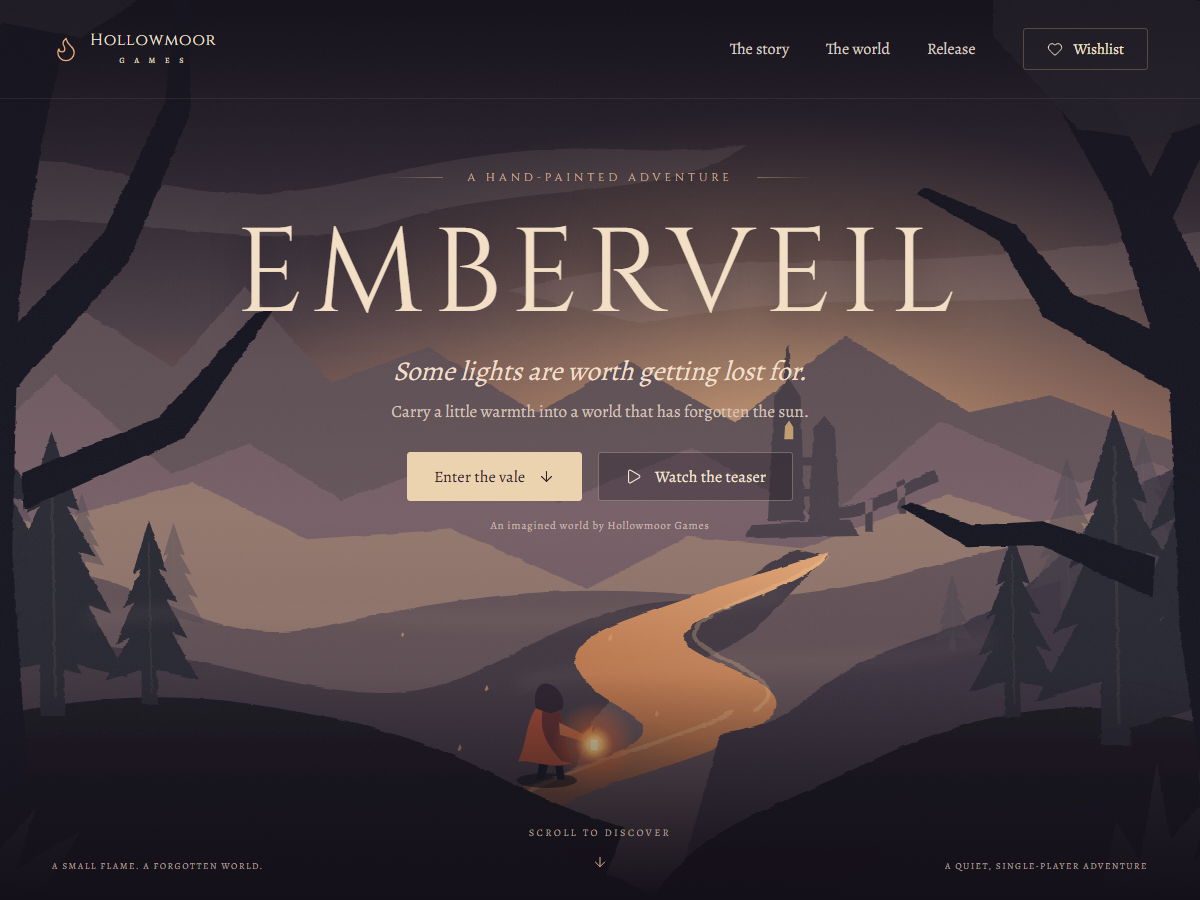 Hollowmoor
GAMES
The story
The world
Release
Wishlist
A HAND-PAINTED ADVENTURE
EMBERVEIL
Some lights are worth getting lost for.
Carry a little warmth into a world that has forgotten the sun.
Enter the vale
Watch the teaser
An imagined world by Hollowmoor Games
SCROLL TO DISCOVER
A SMALL FLAME. A FORGOTTEN WORLD.
A QUIET, SINGLE-PLAYER ADVENTURE